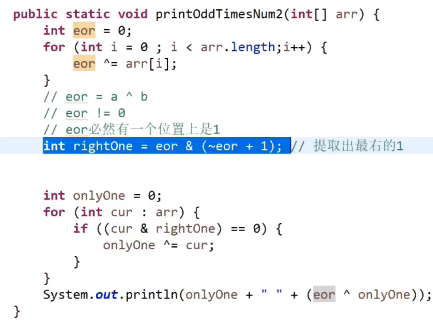 public static void printOddTimesNum2(int[] arr) {
int eor = 0;
for (int i = 0 ; i < arr.length;i++) {
eor ^= arr[i];
}
// eor = a ^ b
// eor != 0
// eor必然有一个位置上是1
int rightOne = eor & (~eor + 1); // 提取出最右的1
int onlyOne = 0;
for (int cur : arr) {
if ((cur & rightOne) == 0) {
onlyOne ^= cur;
}
}
System.out.println(onlyOne + " " + (eor ^ onlyOne));
}